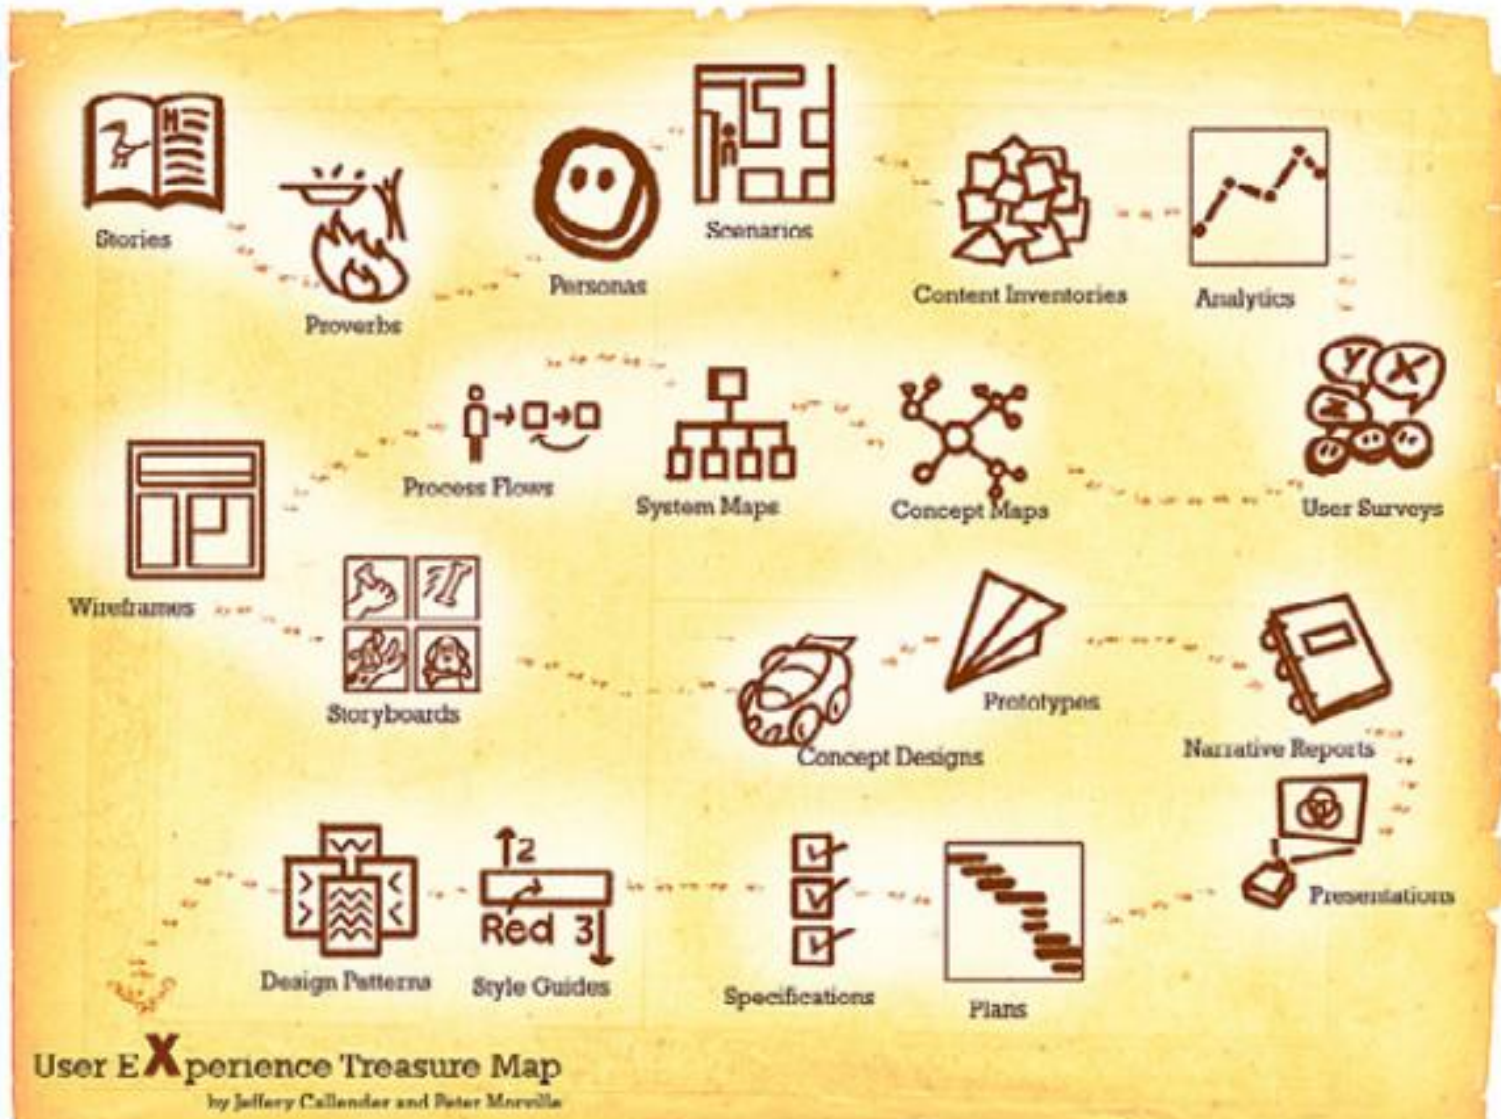 Stories
Proverbs
Personas
Scenarios
Content Inventories
Analytics
Y X
Z
User Surveys
Concept Maps
System Maps
Process Flows
Wireframes
Storyboards
Concept Designs
Prototypes
Narrative Reports
Presentations
Plans
Specifications
2
Red 3
Style Guides
Design Patterns
User EXperience Treasure Map
by Jeffery Callender and Peter Morville